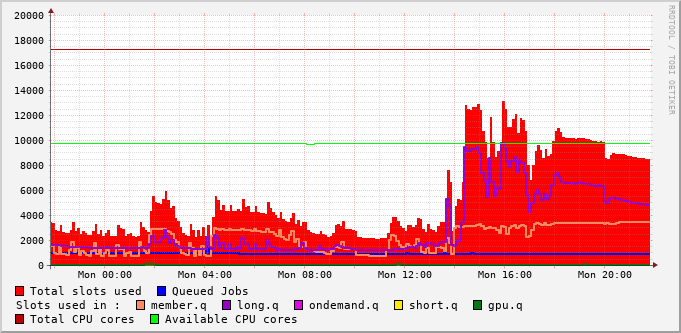 RRDTOOL / TOBI OETIKER
20000
18000
16000
14000
12000
10000
8000
6000
4000
2000
0
Mon 00:00 Mon 04:00 Mon 08:00 Mon 12:00 Mon 16:00 Mon 20:00
Total slots used Queued Jobs
Slots used in : member.q long.q ondemand.q short.q gpu.q
Total CPU cores Available CPU cores